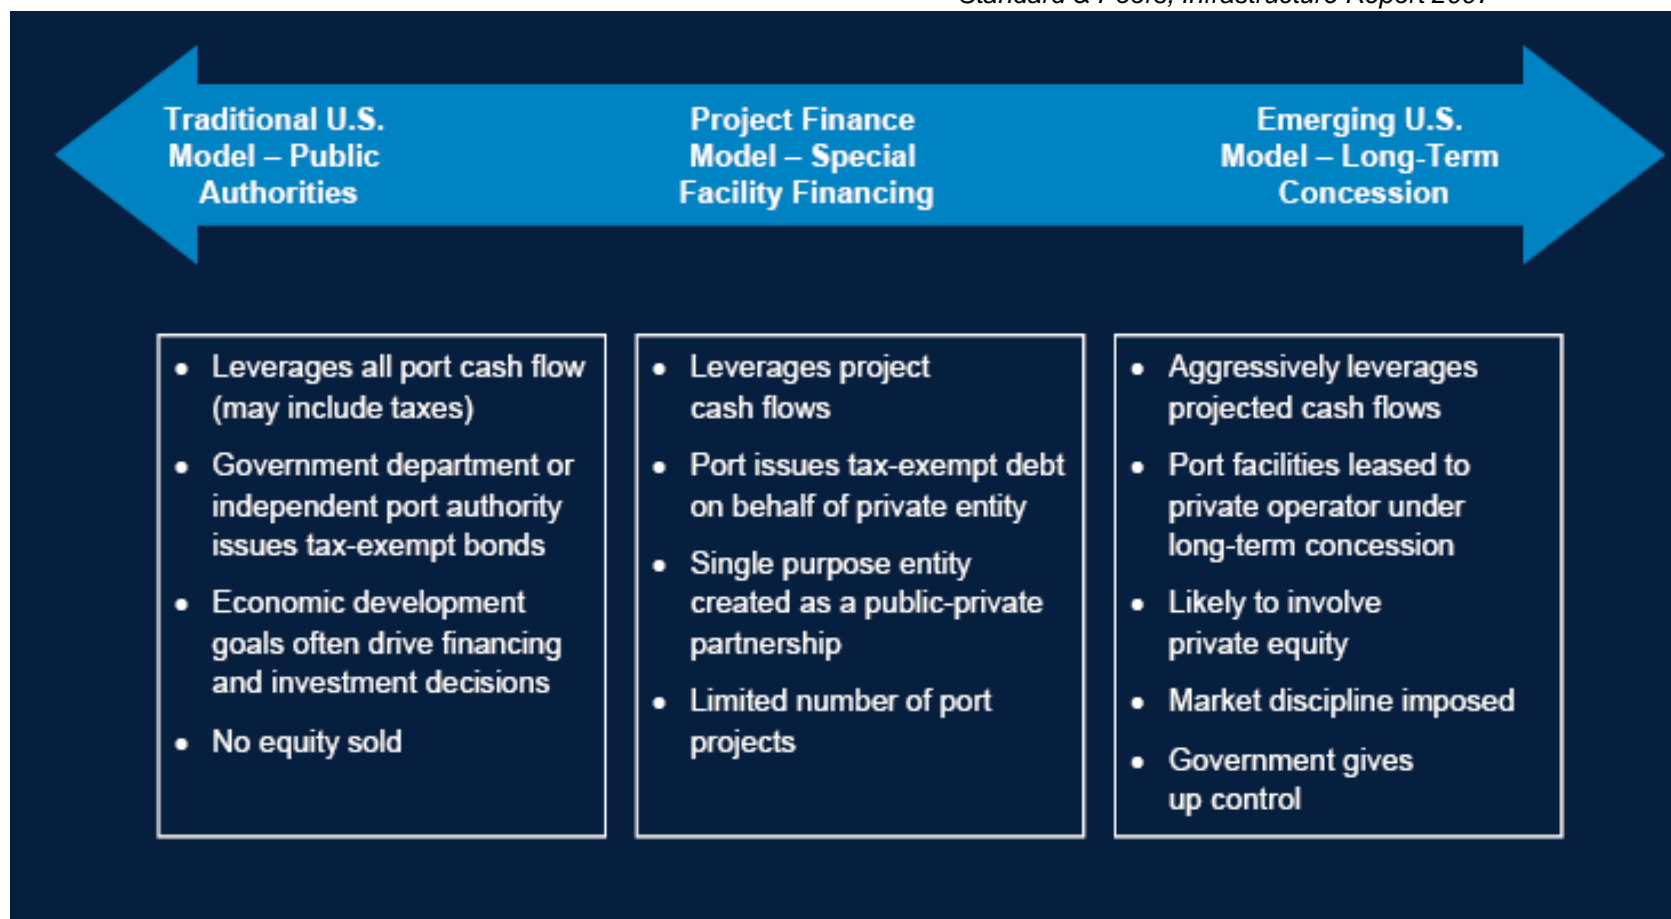 Standard & Poors, Infrastructure Report 2007
Traditional U.S.
Model – Public
Authorities
Project Finance
Model – Special
Facility Financing
Emerging U.S.
Model – Long-Term
Concession
• Leverages all port cash flow
(may include taxes)
• Government department or
independent port authority
issues tax-exempt bonds
• Economic development
goals often drive financing
and investment decisions
• No equity sold
• Leverages project
cash flows
• Port issues tax-exempt debt
on behalf of private entity
• Single purpose entity
created as a public-private
partnership
• Limited number of port
projects
• Aggressively leverages
projected cash flows
• Port facilities leased to
private operator under
long-term concession
• Likely to involve
private equity
• Market discipline imposed
• Government gives
up control